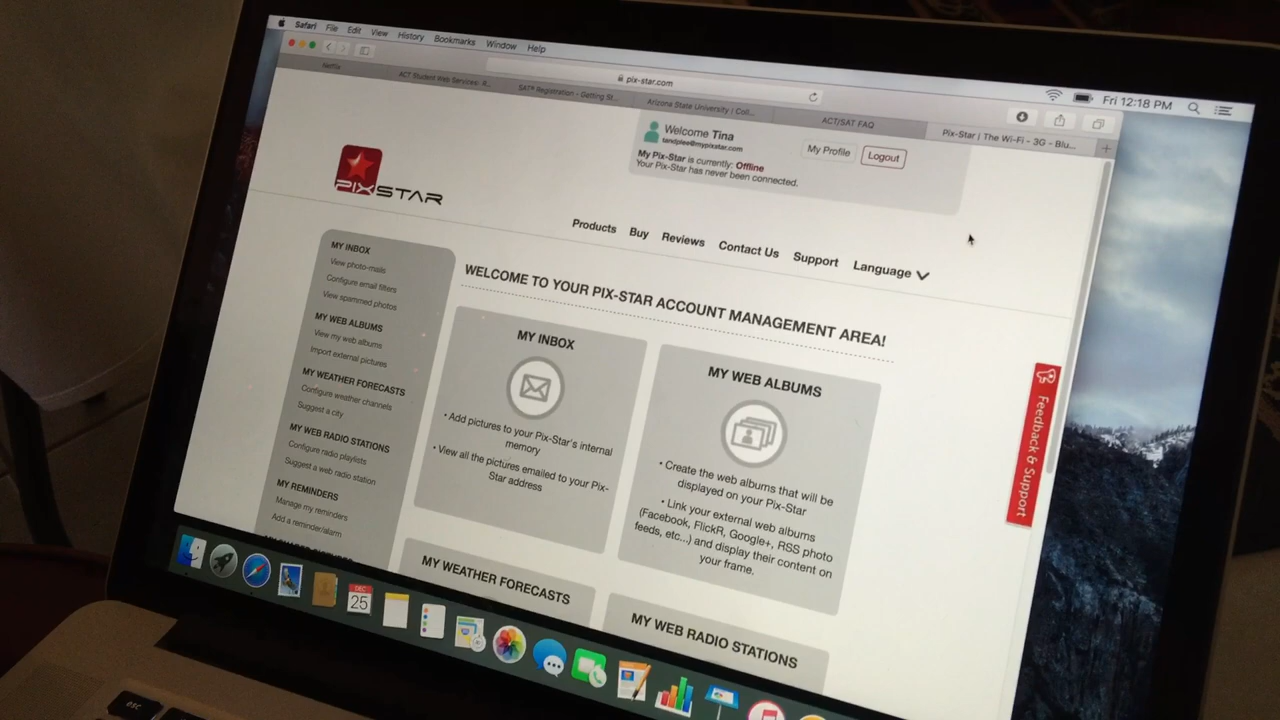 Safari File Edit View History Bookmarks Window Help
Fri 12:18 PM
pix-star.com
Netflix
ACT Student Web Services: R...
SAT® Registration - Getting St...
Arizona State University | Coll...
ACT/SAT FAQ
Pix-Star | The Wi-Fi - 3G - Blu...
Welcome Tina
tandplee@mypixstar.com
My Profile
Logout
My Pix-Star is currently: Offline
Your Pix-Star has never been connected.
PIXSTAR
Products Buy Reviews Contact Us Support Language
MY INBOX
View photo-mails
Configure email filters
View spammed photos
MY WEB ALBUMS
View my web albums
Import external pictures
MY WEATHER FORECASTS
Configure weather channels
Suggest a city
MY WEB RADIO STATIONS
Configure radio playlists
Suggest a web radio station
MY REMINDERS
Manage my reminders
Add a reminder/alarm
WELCOME TO YOUR PIX-STAR ACCOUNT MANAGEMENT AREA!
MY INBOX
• Add pictures to your Pix-Star's internal
memory
• View all the pictures emailed to your Pix-
Star address
MY WEB ALBUMS
• Create the web albums that will be
displayed on your Pix-Star
• Link your external web albums
(Facebook, FlickR, Google+, RSS photo
feeds, etc...) and display their content on
your frame.
MY WEATHER FORECASTS
MY WEB RADIO STATIONS
Feedback & Support
DEC
25
esc